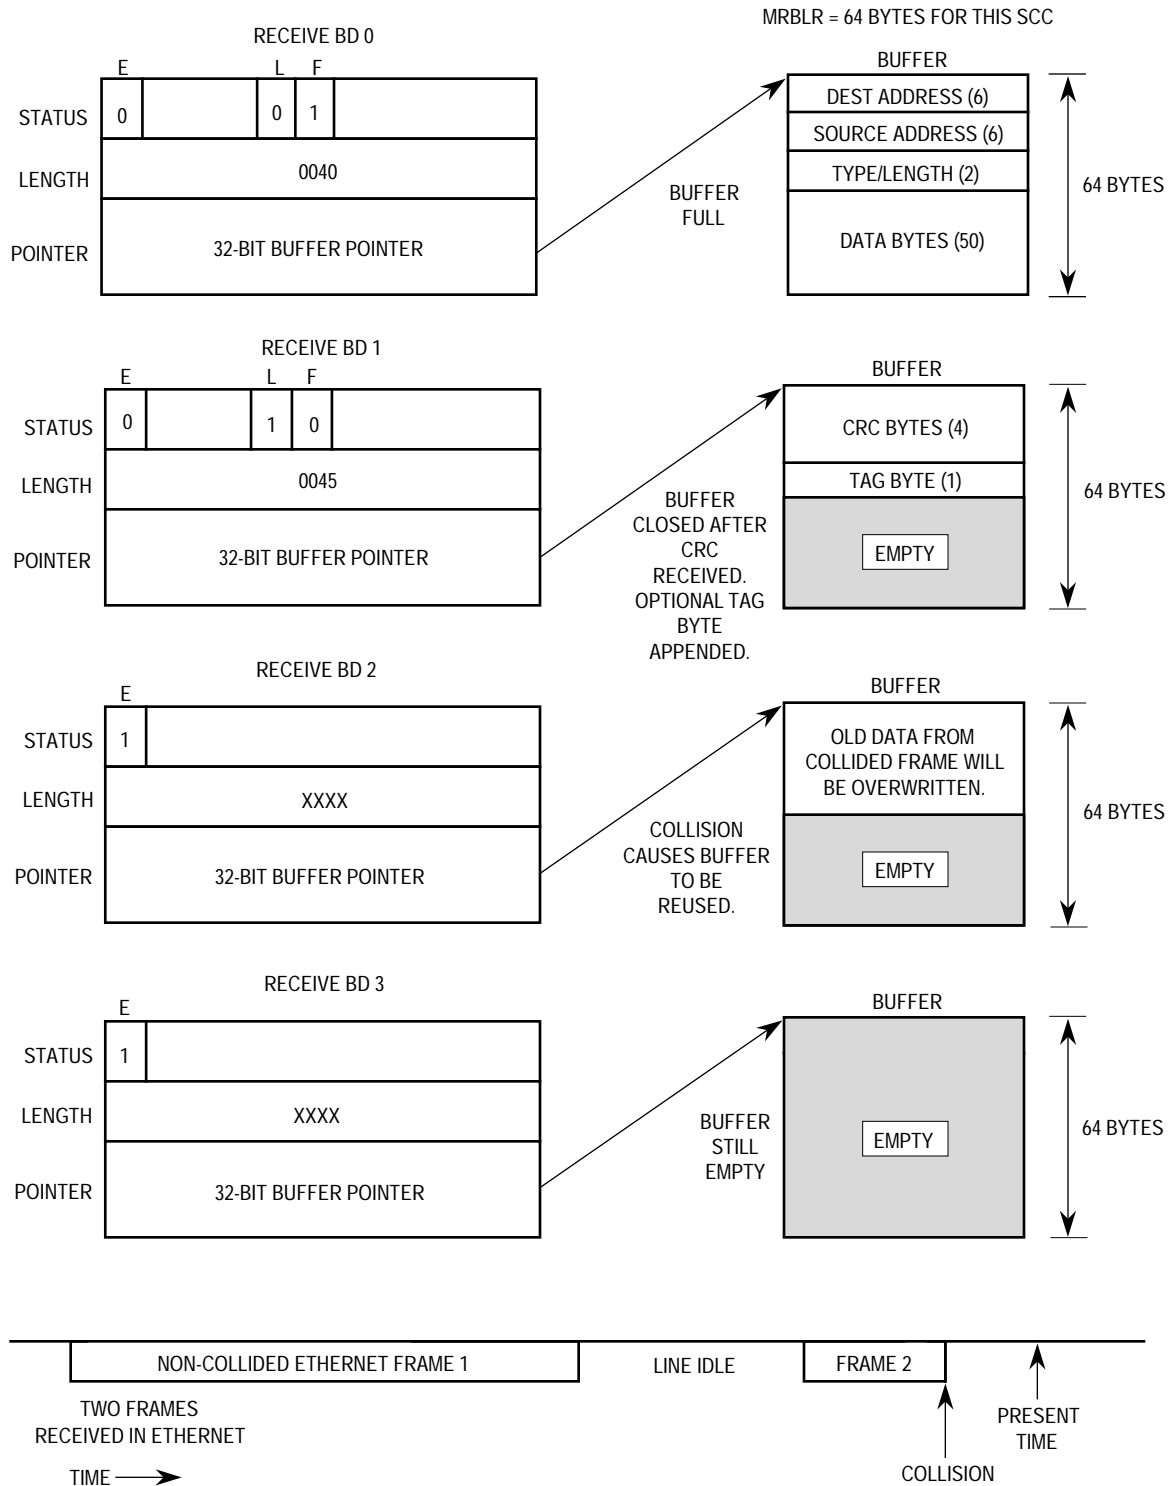 MRBLR = 64 BYTES FOR THIS SCC
RECEIVE BD 0
E L F
STATUS 0 0 1
LENGTH 0040
POINTER 32-BIT BUFFER POINTER
BUFFER
FULL
BUFFER
DEST ADDRESS (6)
SOURCE ADDRESS (6)
TYPE/LENGTH (2)
DATA BYTES (50)
64 BYTES
RECEIVE BD 1
E L F
STATUS 0 1 0
LENGTH 0045
POINTER 32-BIT BUFFER POINTER
BUFFER
CLOSED AFTER
CRC
RECEIVED.
OPTIONAL TAG
BYTE
APPENDED.
BUFFER
CRC BYTES (4)
TAG BYTE (1)
EMPTY
64 BYTES
RECEIVE BD 2
E
STATUS 1
LENGTH XXXX
POINTER 32-BIT BUFFER POINTER
COLLISION
CAUSES BUFFER
TO BE
REUSED.
BUFFER
OLD DATA FROM
COLLIDED FRAME WILL
BE OVERWRITTEN.
EMPTY
64 BYTES
RECEIVE BD 3
E
STATUS 1
LENGTH XXXX
POINTER 32-BIT BUFFER POINTER
BUFFER
STILL
EMPTY
BUFFER
EMPTY
64 BYTES
NON-COLLIDED ETHERNET FRAME 1 LINE IDLE FRAME 2
TWO FRAMES
RECEIVED IN ETHERNET
PRESENT
TIME
TIME
COLLISION